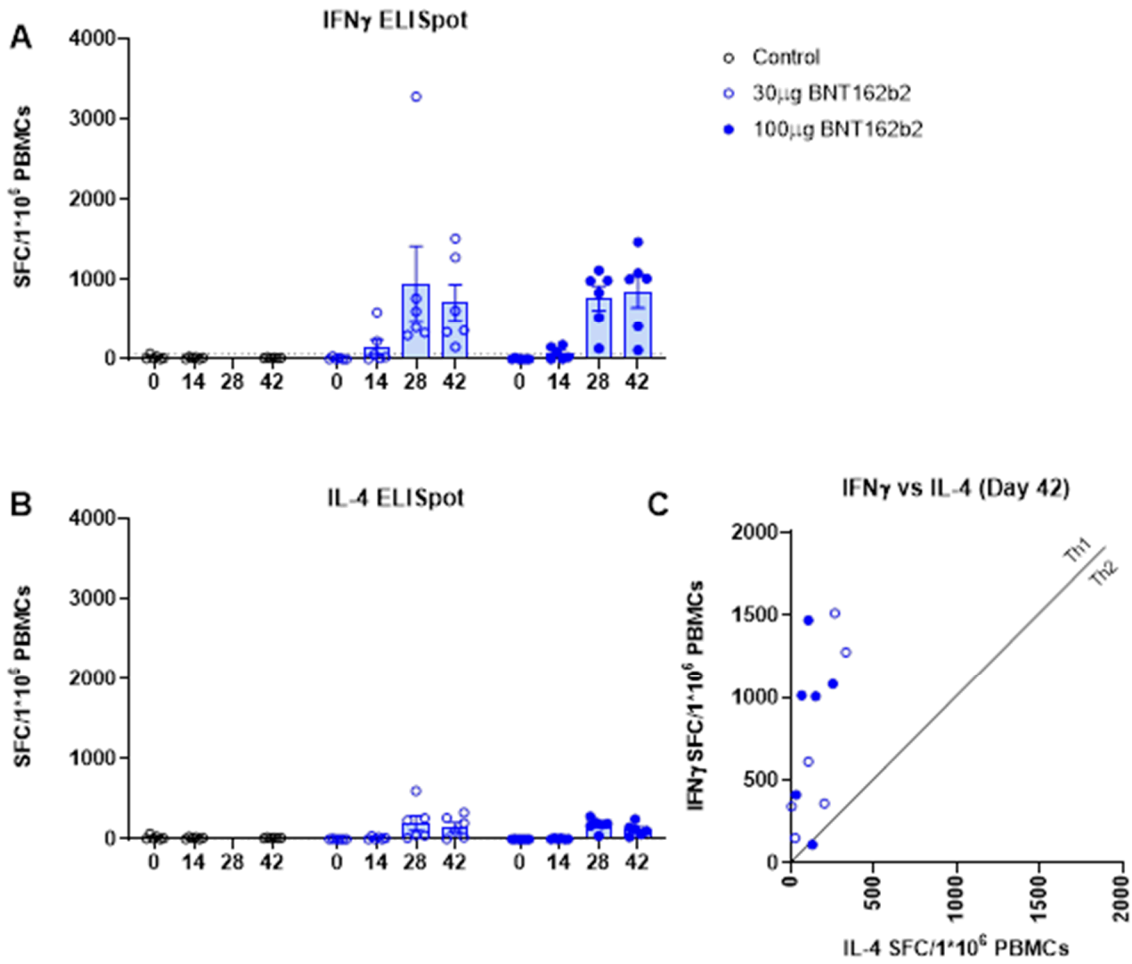 A
IFNγ ELISpot
4000
3000
2000
1000
0
SFC/1*10⁶ PBMCs
0 14 28 42 0 14 28 42 0 14 28 42
Control
30µg BNT162b2
100µg BNT162b2
B
IL-4 ELISpot
4000
3000
2000
1000
0
SFC/1*10⁶ PBMCs
0 14 28 42 0 14 28 42 0 14 28 42
C
IFNγ vs IL-4 (Day 42)
2000
1500
1000
500
0
IFNγ SFC/1*10⁶ PBMCs
Th1
Th2
0 500 1000 1500 2000
IL-4 SFC/1*10⁶ PBMCs